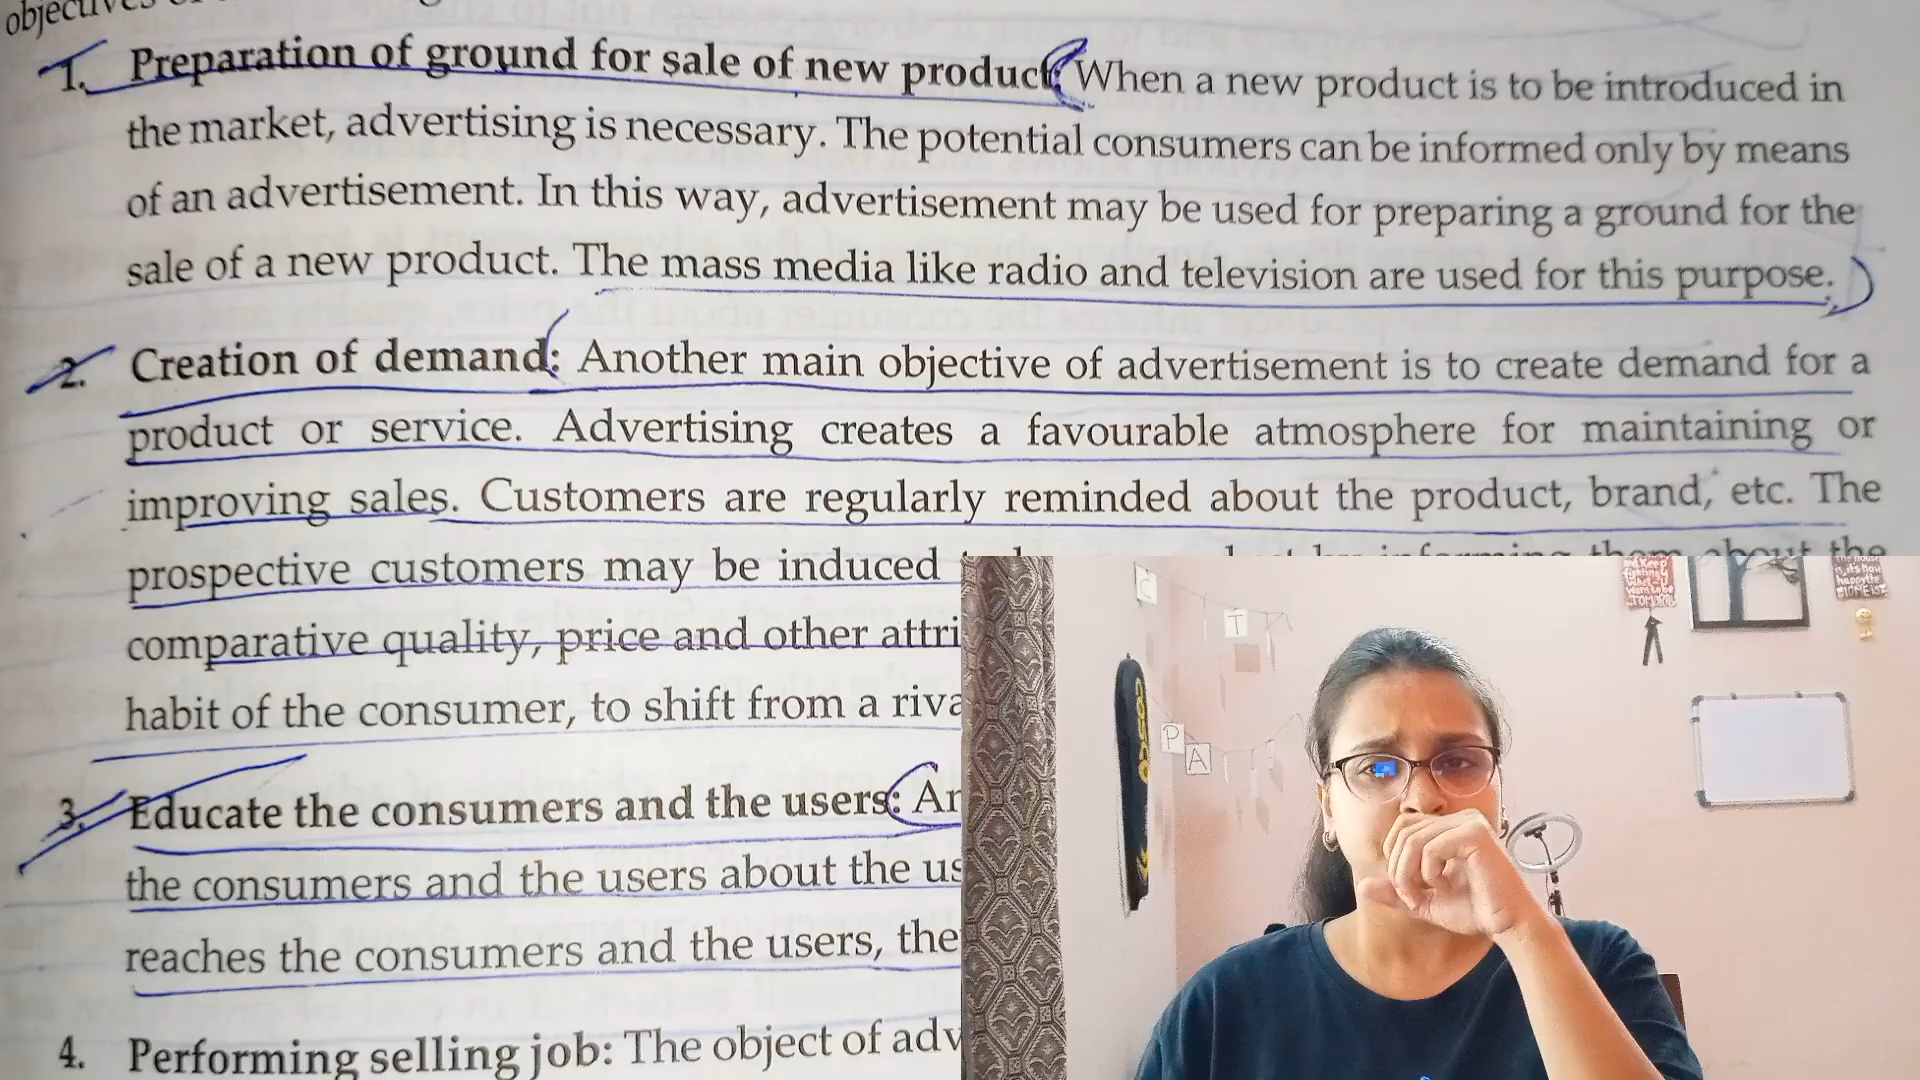 objectives
1. Preparation of ground for sale of new product: When a new product is to be introduced in
the market, advertising is necessary. The potential consumers can be informed only by means
of an advertisement. In this way, advertisement may be used for preparing a ground for the
sale of a new product. The mass media like radio and television are used for this purpose.
2. Creation of demand: Another main objective of advertisement is to create demand for a
product or service. Advertising creates a favourable atmosphere for maintaining or
improving sales. Customers are regularly reminded about the product, brand, etc. The
prospective customers may be induced informing them about the
comparative quality, price and other
habit of the consumer, to shift from a
3. Educate the consumers and the users:
the consumers and the users about the
reaches the consumers and the users,
4. Performing selling job: The object of
C
T
P
A